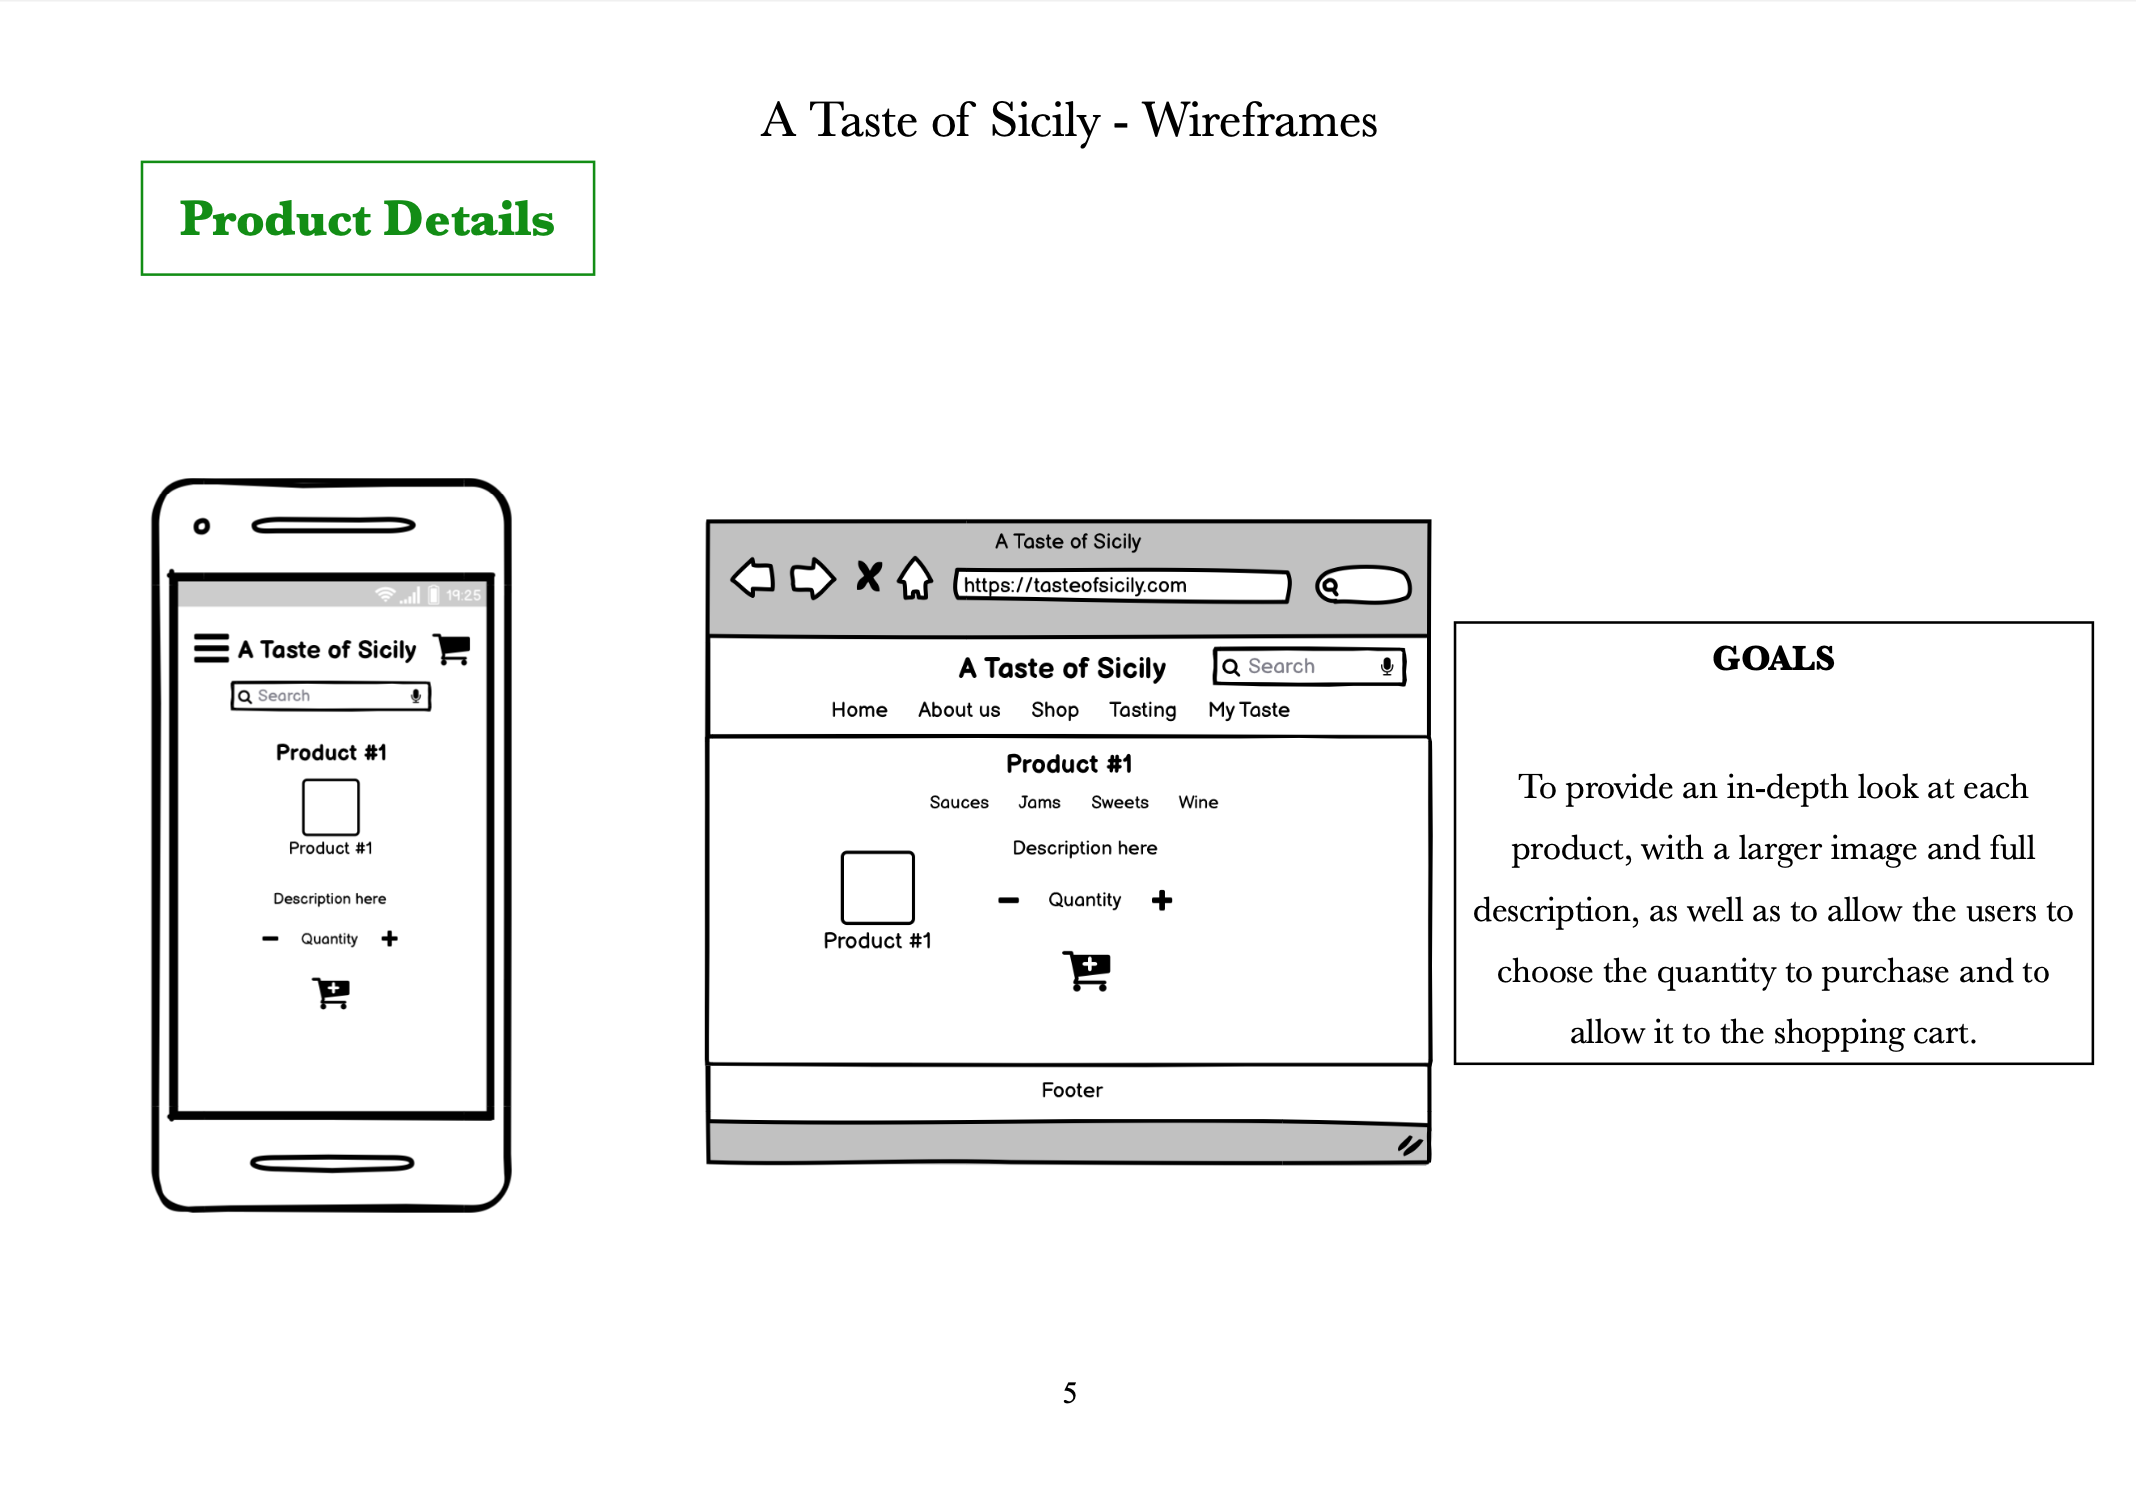 A Taste of Sicily - Wireframes
Product Details
19:25
A Taste of Sicily
Search
Product #1
Product #1
Description here
Quantity
A Taste of Sicily
https://tasteofsicily.com
A Taste of Sicily
Search
Home About us Shop Tasting My Taste
Product #1
Sauces Jams Sweets Wine
Description here
Quantity
Product #1
Footer
GOALS
To provide an in-depth look at each
product, with a larger image and full
description, as well as to allow the users to
choose the quantity to purchase and to
allow it to the shopping cart.
5